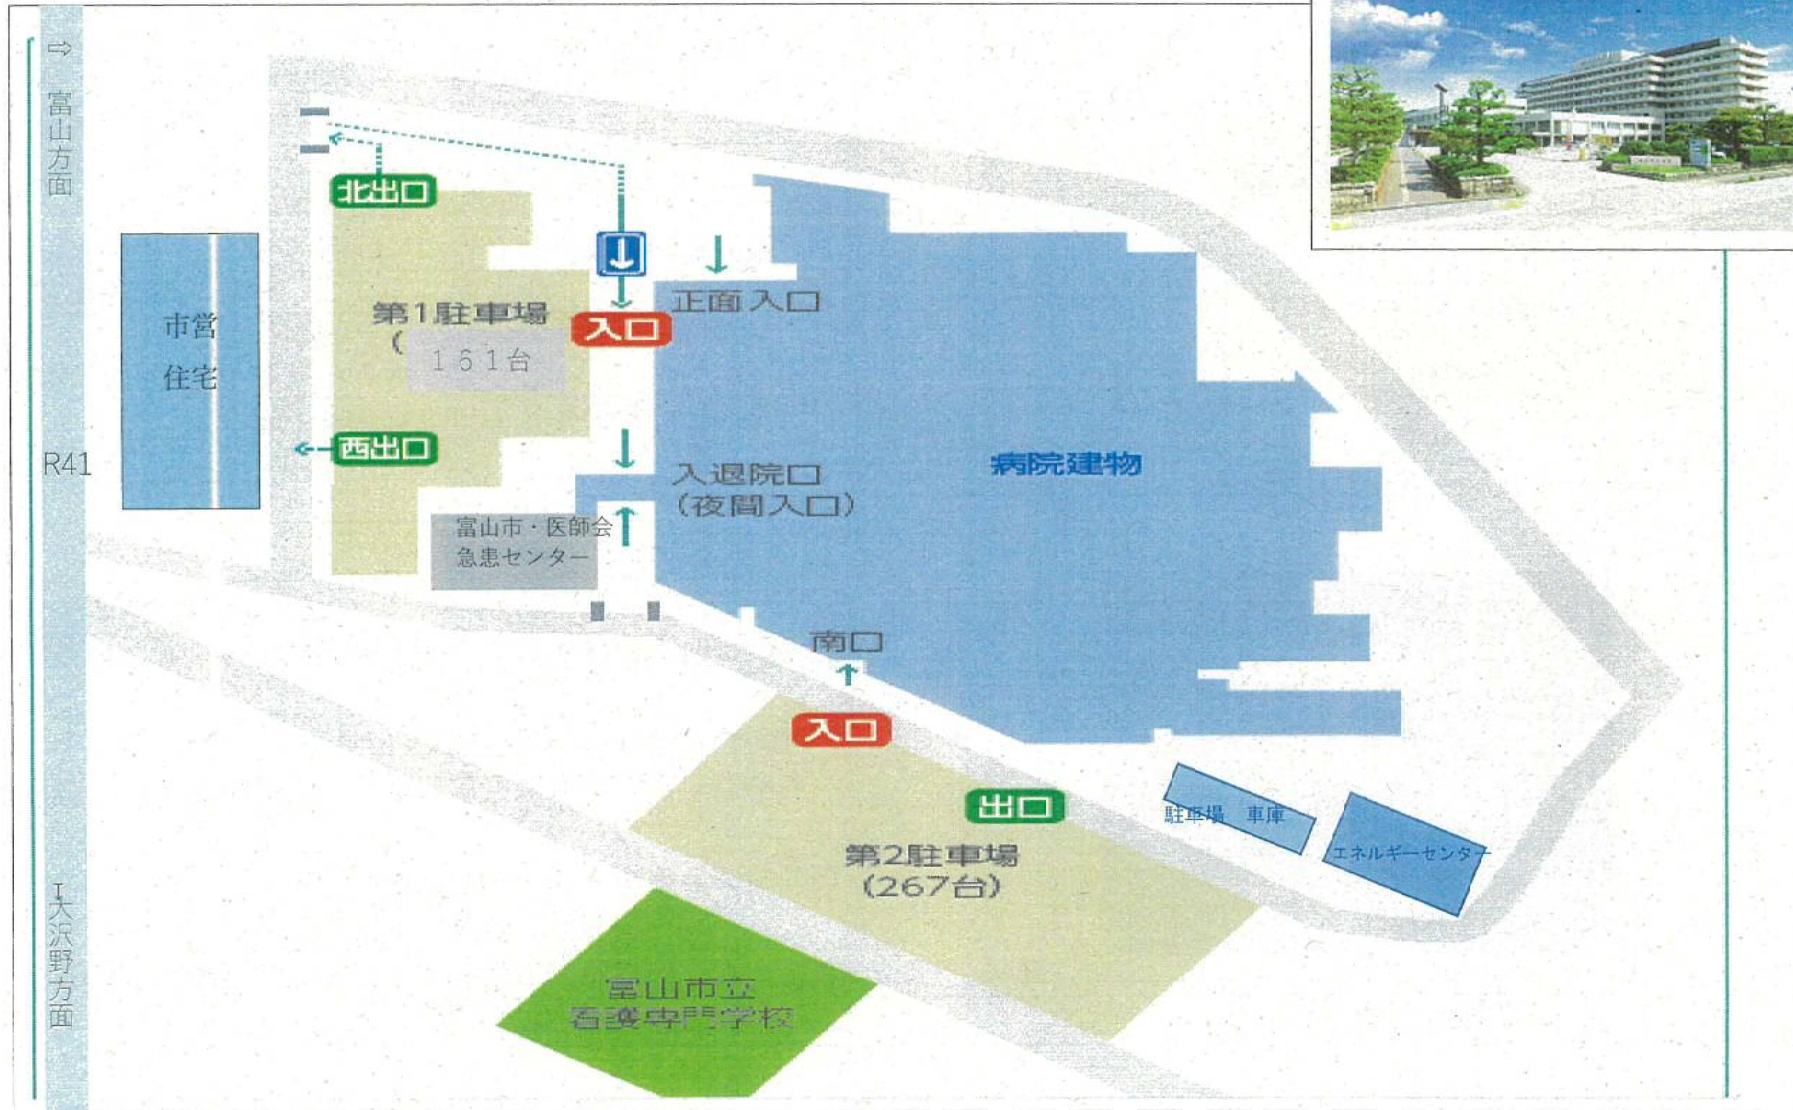 ⇨
富山方面
北出口
第1駐車場
(
161台
入口
正面入口
市営
住宅
西出口
R41
入退院口
(夜間入口)
病院建物
富山市・医師会
急患センター
南口
入口
出口
駐車場　車庫
エネルギーセンター
第2駐車場
(267台)
大沢野方面
富山市立
看護専門学校